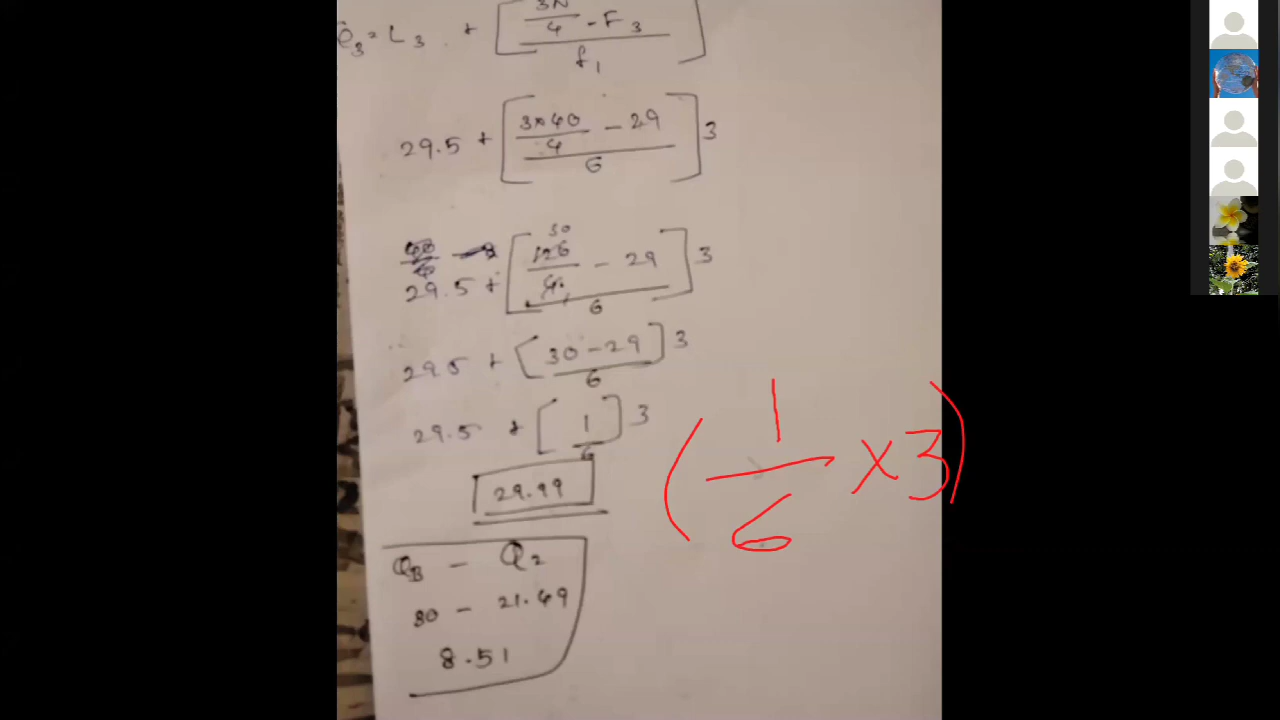 Q₃ = L₃ + [ 3N/4 - F₃ / f₁ ]
29.5 + [ 3×40/4 - 29 / 6 ] 3
30
29.5 + [ 120/4 - 29 / 6 ] 3
29.5 + [ 30 - 29 / 6 ] 3
29.5 + [ 1/6 ] 3
( 1/6 × 3 )
29.99
Q3 - Q2
30 - 21.49
8.51